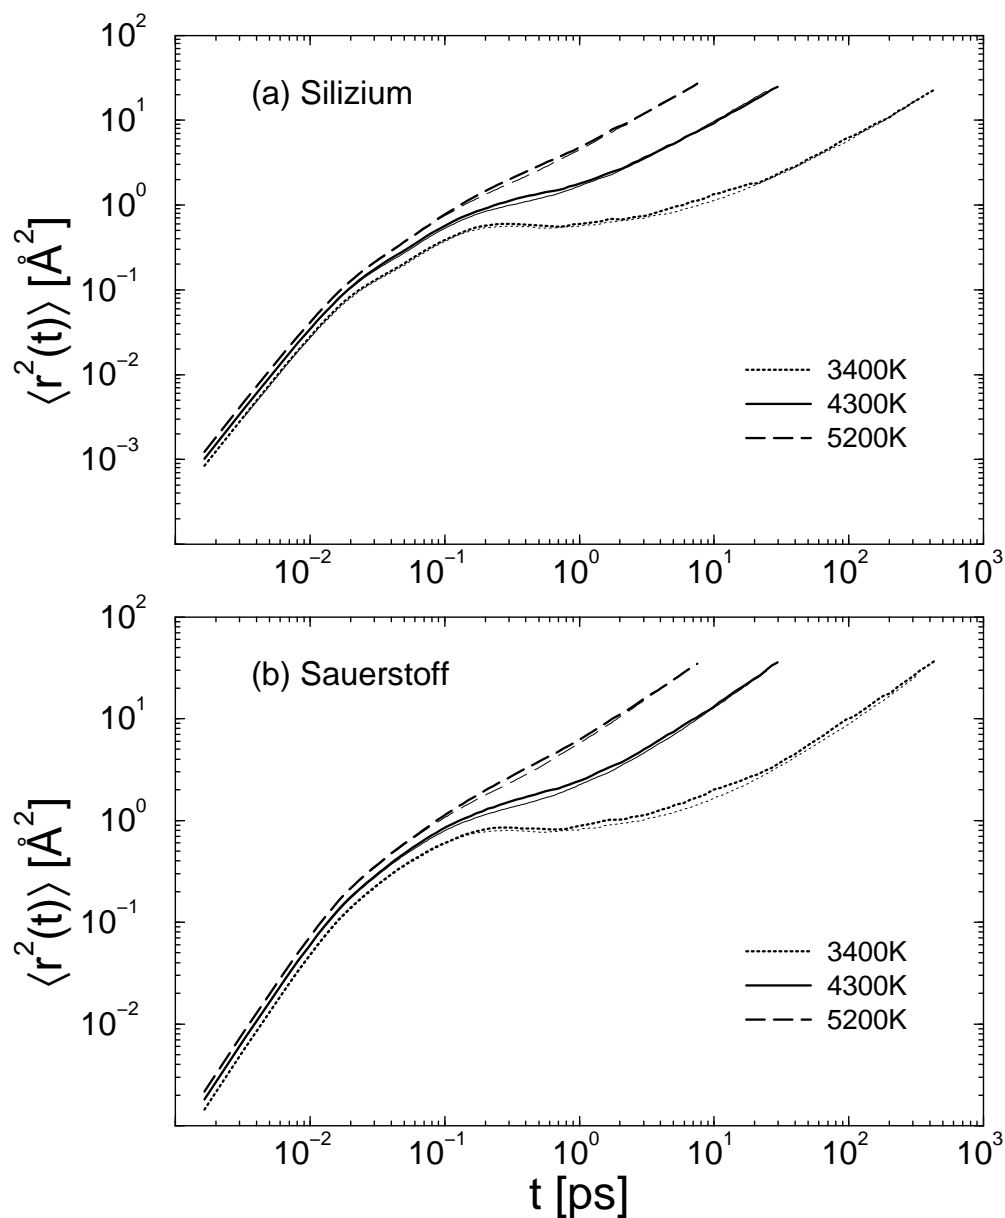 10²
10¹
10⁰
10⁻¹
10⁻²
10⁻³
⟨r²(t)⟩ [Å²]
(a) Silizium
3400K
4300K
5200K
10⁻² 10⁻¹ 10⁰ 10¹ 10² 10³
10²
10¹
10⁰
10⁻¹
10⁻²
⟨r²(t)⟩ [Å²]
(b) Sauerstoff
3400K
4300K
5200K
10⁻² 10⁻¹ 10⁰ 10¹ 10² 10³
t [ps]